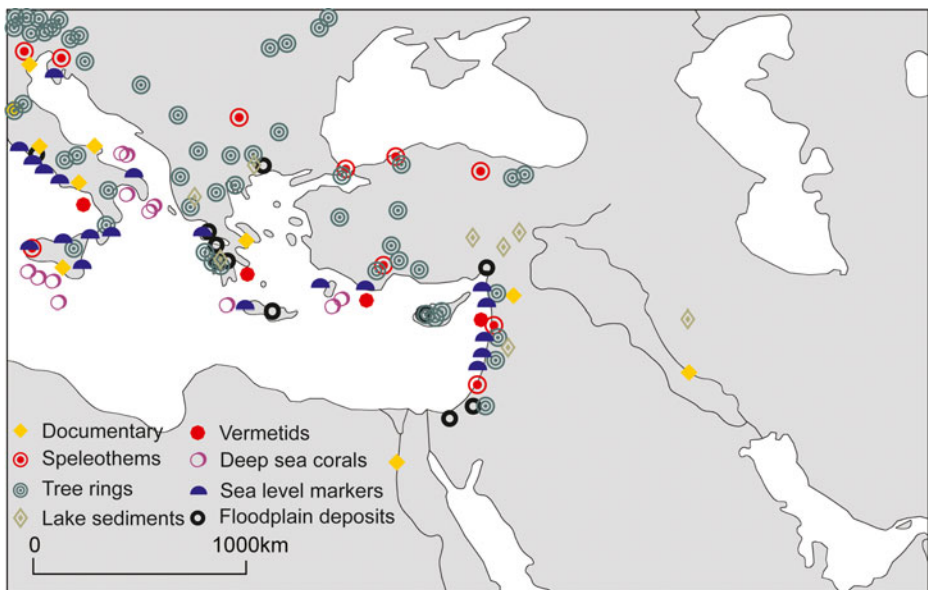 Documentary
Speleothems
Tree rings
Lake sediments
Vermetids
Deep sea corals
Sea level markers
Floodplain deposits
0 1000km